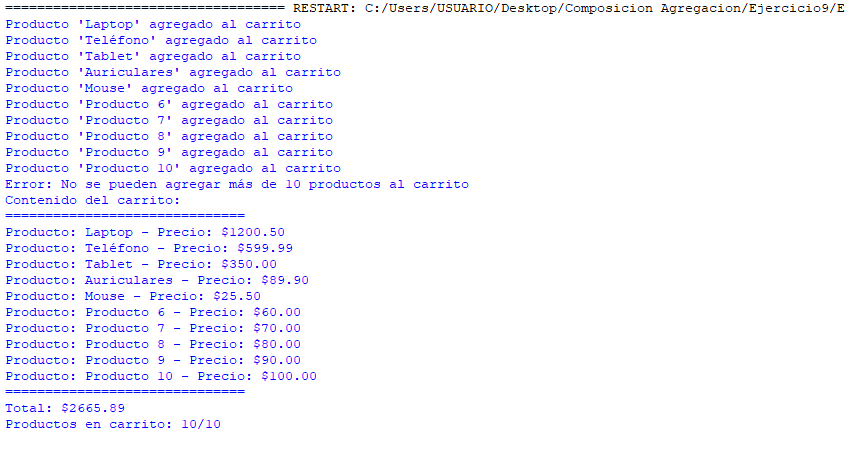 =================================== RESTART: C:/Users/USUARIO/Desktop/Composicion Agregacion/Ejercicio9/E
Producto 'Laptop' agregado al carrito
Producto 'Teléfono' agregado al carrito
Producto 'Tablet' agregado al carrito
Producto 'Auriculares' agregado al carrito
Producto 'Mouse' agregado al carrito
Producto 'Producto 6' agregado al carrito
Producto 'Producto 7' agregado al carrito
Producto 'Producto 8' agregado al carrito
Producto 'Producto 9' agregado al carrito
Producto 'Producto 10' agregado al carrito
Error: No se pueden agregar más de 10 productos al carrito
Contenido del carrito:
==============================
Producto: Laptop - Precio: $1200.50
Producto: Teléfono - Precio: $599.99
Producto: Tablet - Precio: $350.00
Producto: Auriculares - Precio: $89.90
Producto: Mouse - Precio: $25.50
Producto: Producto 6 - Precio: $60.00
Producto: Producto 7 - Precio: $70.00
Producto: Producto 8 - Precio: $80.00
Producto: Producto 9 - Precio: $90.00
Producto: Producto 10 - Precio: $100.00
==============================
Total: $2665.89
Productos en carrito: 10/10